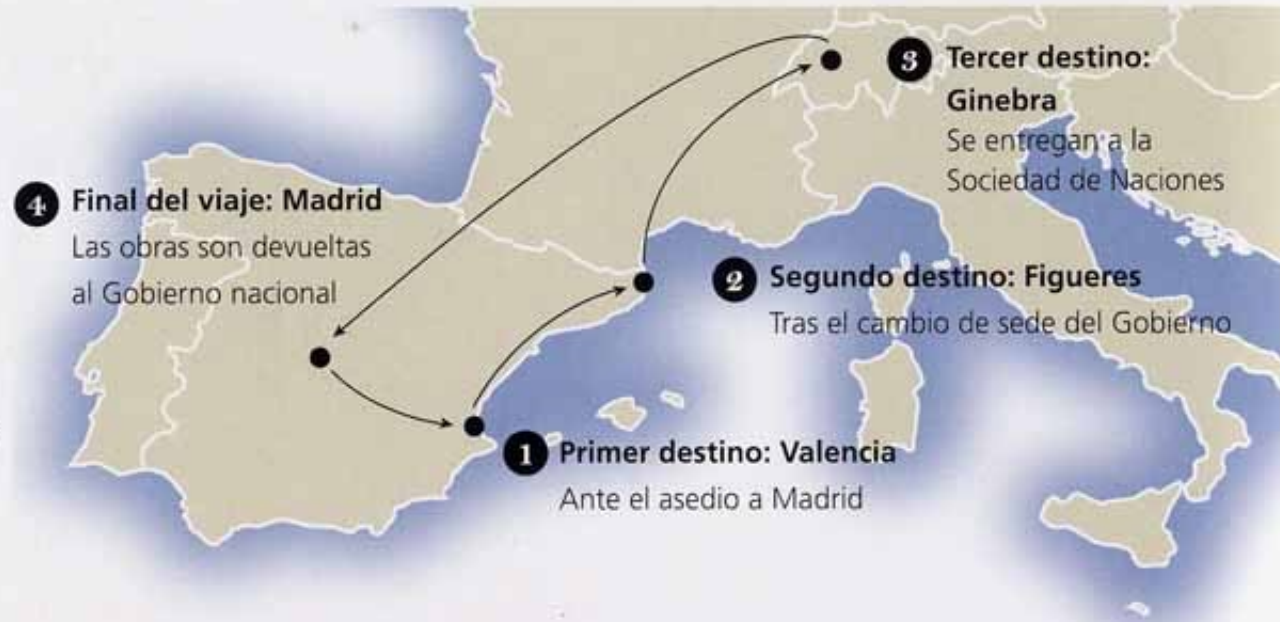 1 Primer destino: Valencia
Ante el asedio a Madrid
2 Segundo destino: Figueres
Tras el cambio de sede del Gobierno
3 Tercer destino:
Ginebra
Se entregan a la
Sociedad de Naciones
4 Final del viaje: Madrid
Las obras son devueltas
al Gobierno nacional